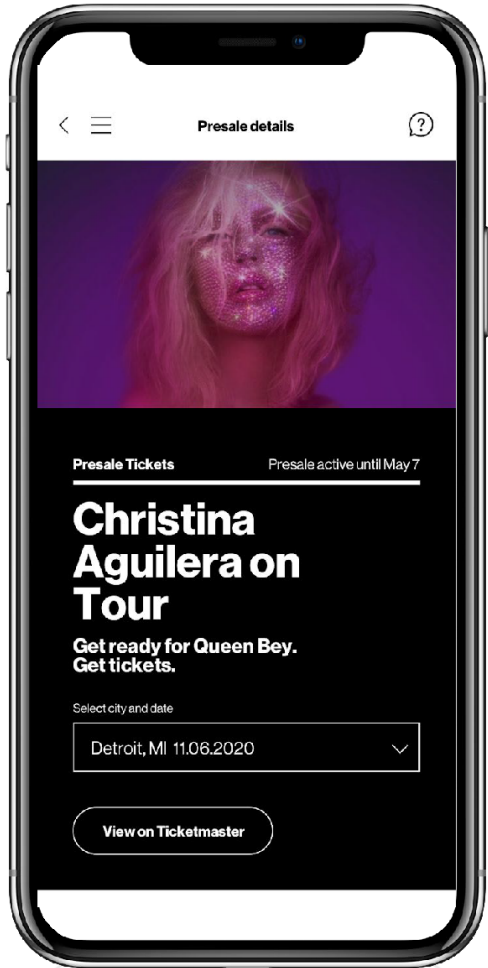 Presale details
Presale Tickets
Presale active until May 7
Christina
Aguilera on
Tour
Get ready for Queen Bey.
Get tickets.
Select city and date
Detroit, MI 11.06.2020
View on Ticketmaster